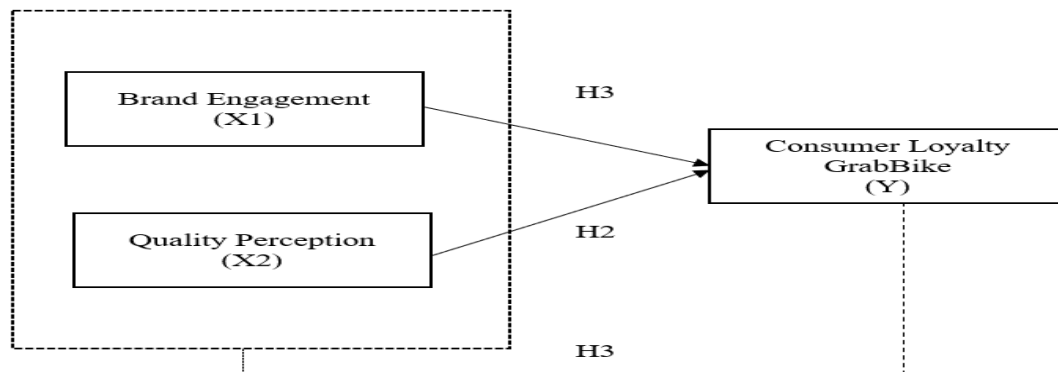 H3
Brand Engagement
(X1)
Consumer Loyalty
GrabBike
(Y)
Quality Perception
(X2)
H2
H3